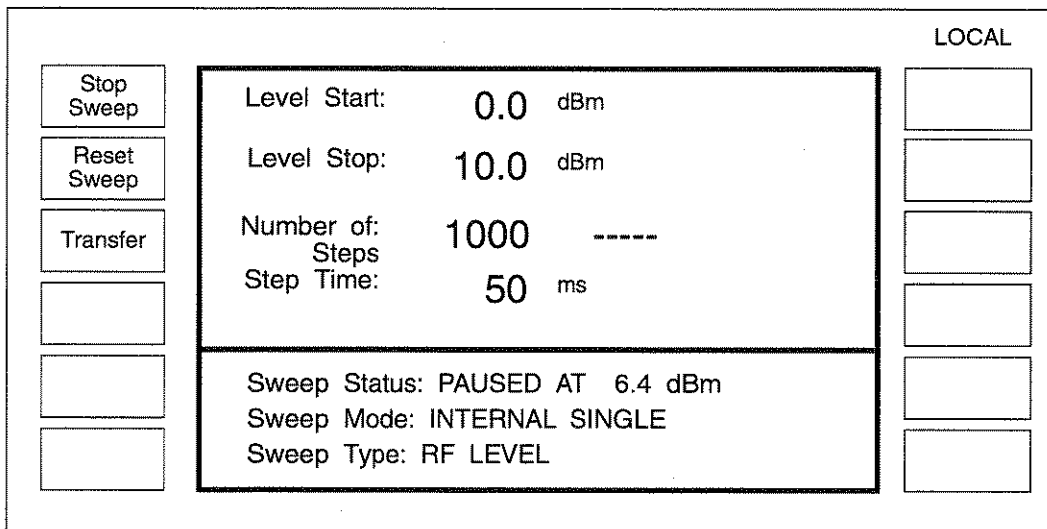 LOCAL
Stop
Sweep
Reset
Sweep
Transfer
Level Start: 0.0 dBm
Level Stop: 10.0 dBm
Number of: 1000 -----
Steps
Step Time: 50 ms
Sweep Status: PAUSED AT 6.4 dBm
Sweep Mode: INTERNAL SINGLE
Sweep Type: RF LEVEL